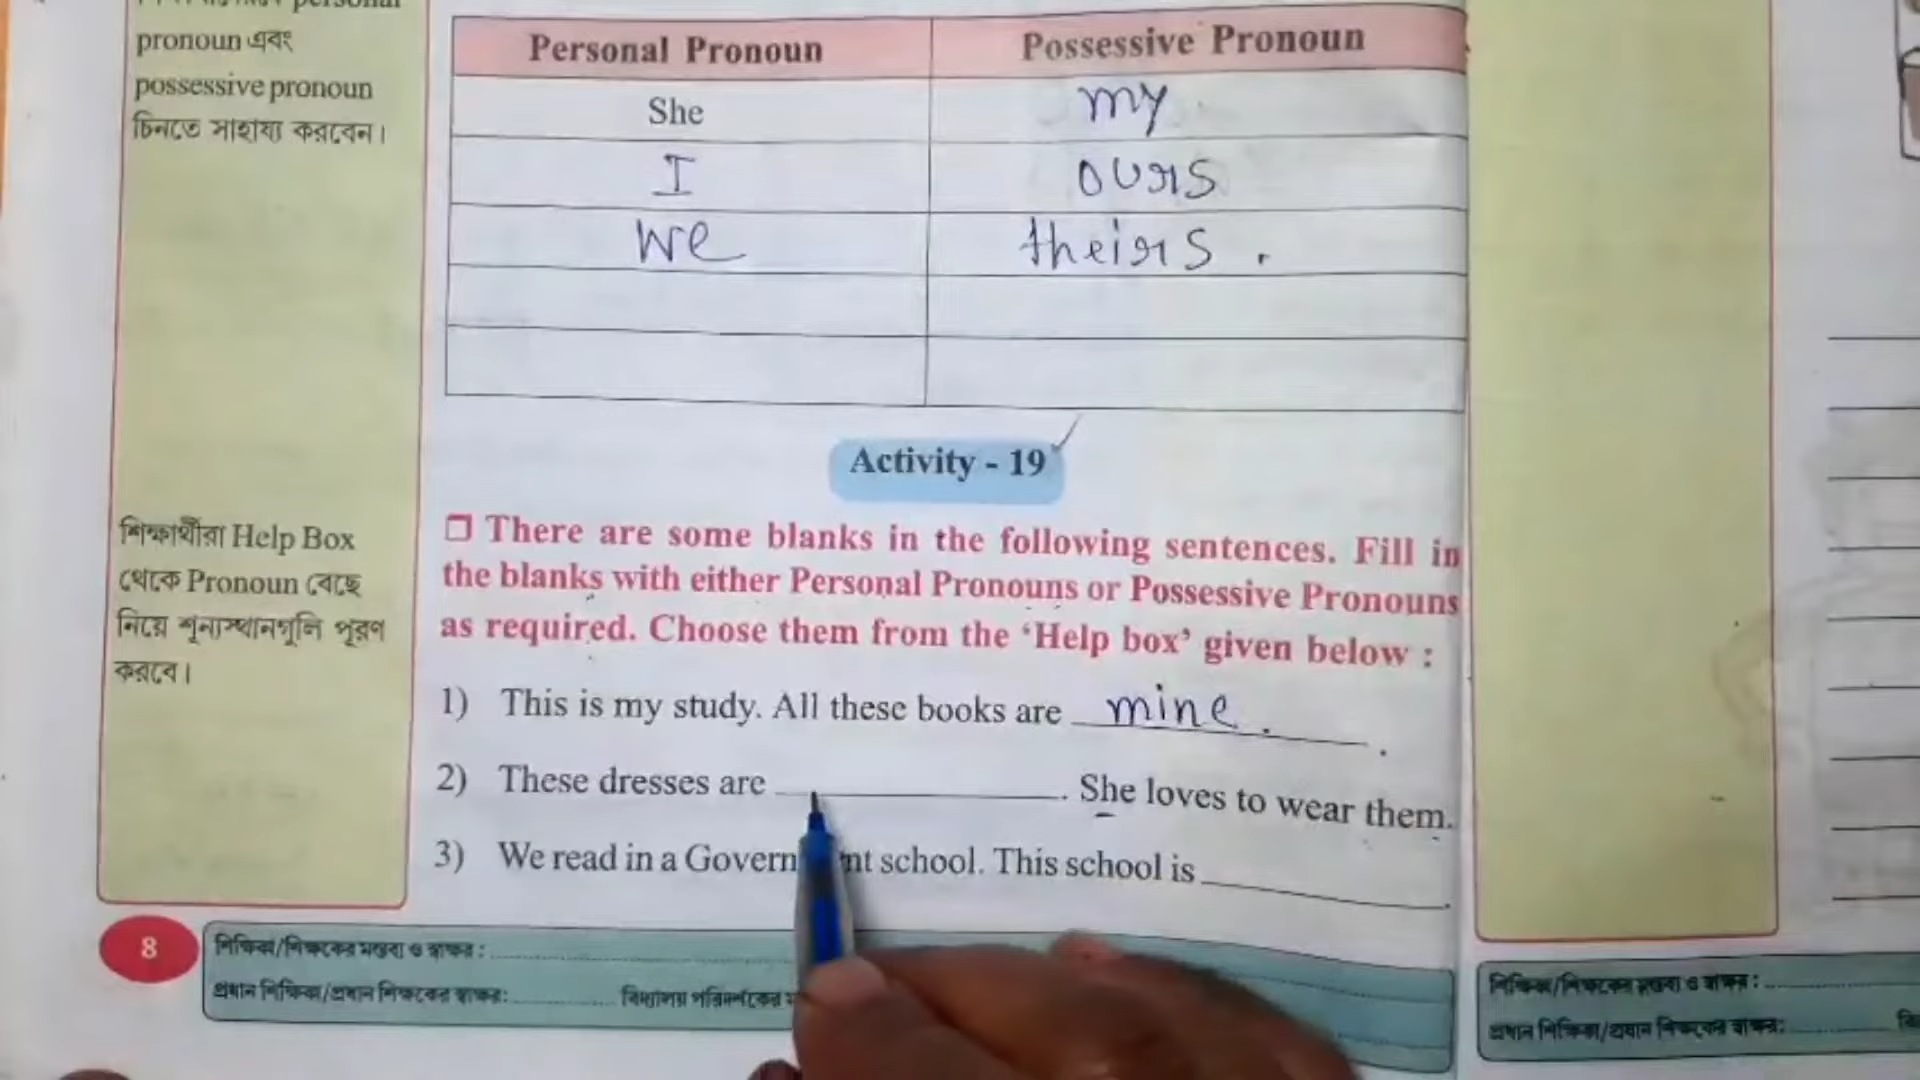 personal
pronoun এবং
possessive pronoun
চিনতে সাহায্য করবেন।
Personal Pronoun Possessive Pronoun
She my
I ours
We theirs .
Activity - 19
শিক্ষার্থীরা Help Box
থেকে Pronoun বেছে
নিয়ে শূন্যস্থানগুলি পূরণ
করবে।
There are some blanks in the following sentences. Fill in
the blanks with either Personal Pronouns or Possessive Pronouns
as required. Choose them from the ‘Help box’ given below :
1) This is my study. All these books are mine .
2) These dresses are ____________. She loves to wear them.
3) We read in a Govern nt school. This school is ____________.
8
শিক্ষিকা/শিক্ষকের মন্তব্য ও স্বাক্ষর :
প্রধান শিক্ষিকা/প্রধান শিক্ষকের স্বাক্ষর: বিদ্যালয় পরিদর্শকের
শিক্ষিকা/শিক্ষকের মন্তব্য ও স্বাক্ষর :
প্রধান শিক্ষিকা/প্রধান শিক্ষকের স্বাক্ষর: